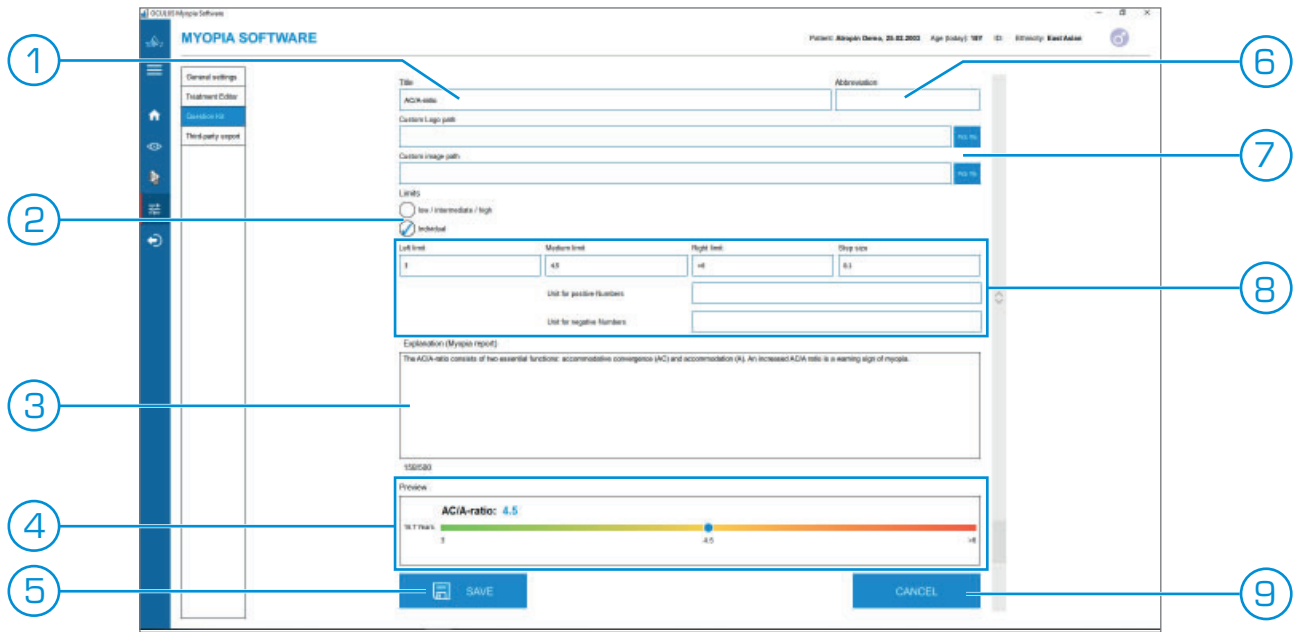 OCULUS Myopia Software
MYOPIA SOFTWARE
Patient: Atropin Demo, 25.02.2003 Age (today): 18Y ID: Ethnicity: East Asian
General settings
Treatment Editor
Third-party export
Title
Abbreviation
AC/A-ratio
Custom Logo path
Custom image path
Limits
low / intermediate / high
Individual
Left limit
Medium limit
Right limit
Step size
3
4.5
>6
0.1
Unit for positive Numbers
Unit for negative Numbers
Explanation (Myopia report)
The AC/A-ratio consists of two essential functions: accommodative convergence (AC) and accommodation (A). An increased AC/A ratio is a warning sign of myopia.
Preview
AC/A-ratio: 4.5
3
4.5
>6
SAVE
CANCEL
1
2
3
4
5
6
7
8
9